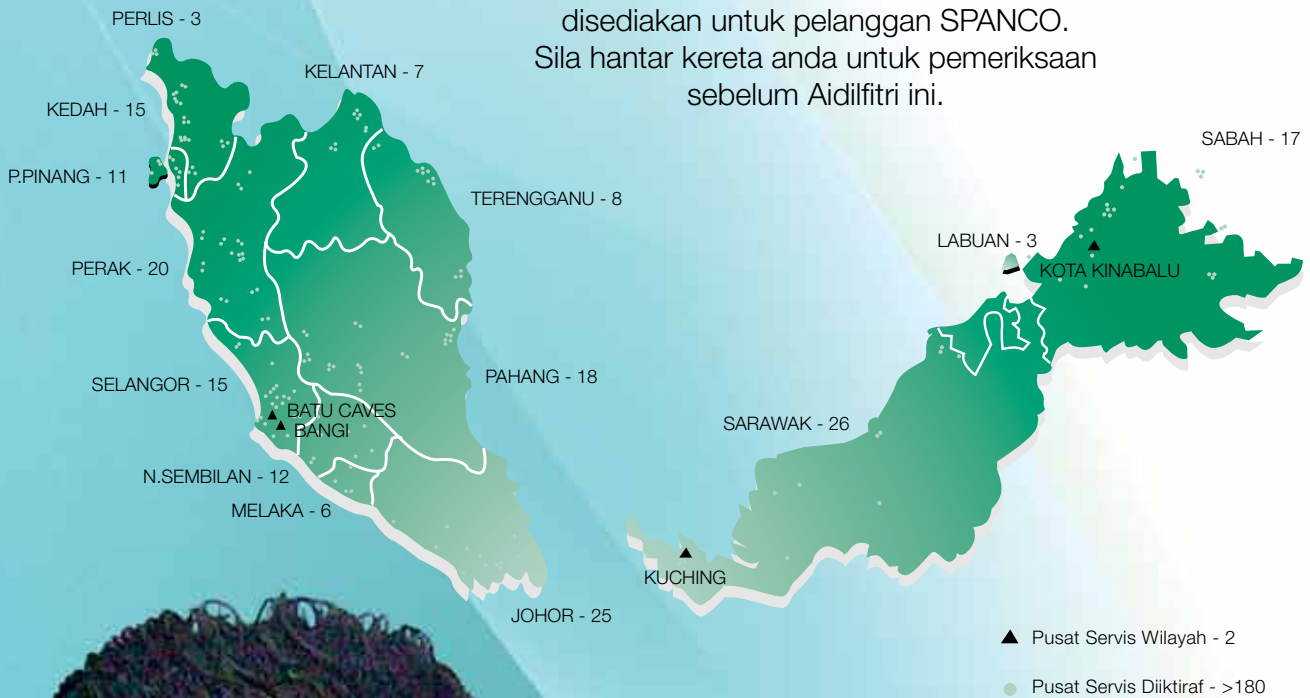 disediakan untuk pelanggan SPANCO.
Sila hantar kereta anda untuk pemeriksaan
sebelum Aidilfitri ini.
PERLIS - 3
KELANTAN - 7
KEDAH - 15
P.PINANG - 11
TERENGGANU - 8
PERAK - 20
SELANGOR - 15
BATU CAVES
BANGI
PAHANG - 18
N.SEMBILAN - 12
MELAKA - 6
JOHOR - 25
SABAH - 17
LABUAN - 3
KOTA KINABALU
SARAWAK - 26
KUCHING
Pusat Servis Wilayah - 2
Pusat Servis Diiktiraf - >180